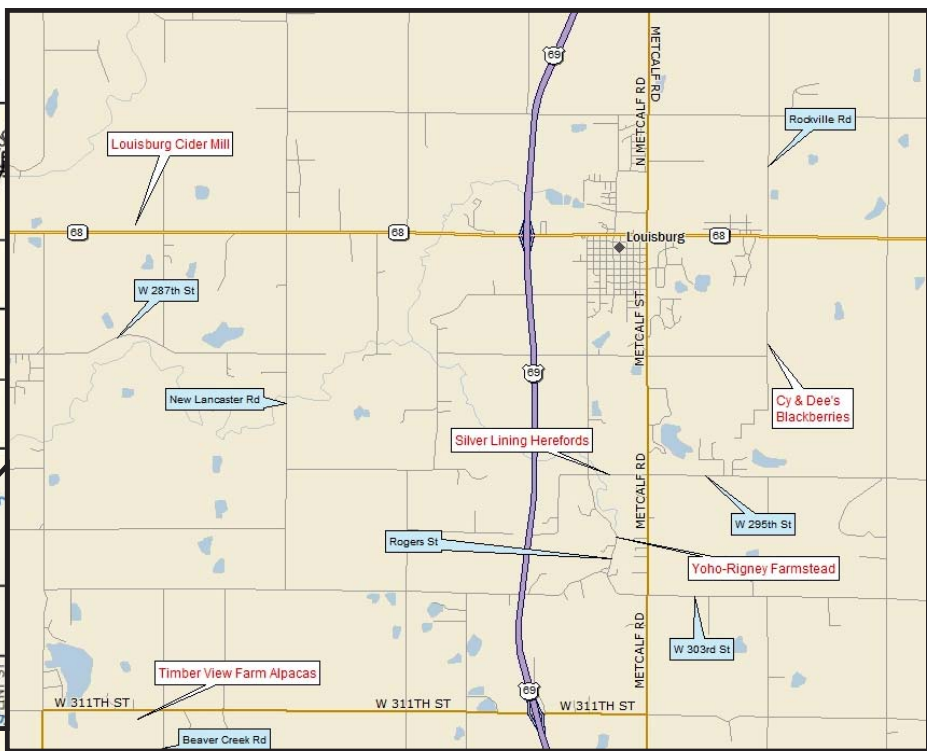 69
METCALF RD
N METCALF RD
Rockville Rd
Louisburg Cider Mill
68
68
Louisburg
68
W 287th St
METCALF ST
69
New Lancaster Rd
Cy & Dee's
Blackberries
Silver Lining Herefords
METCALF RD
W 295th St
Rogers St
Yoho-Rigney Farmstead
METCALF RD
W 303rd St
Timber View Farm Alpacas
69
W 311TH ST
W 311TH ST
W 311TH ST
Beaver Creek Rd